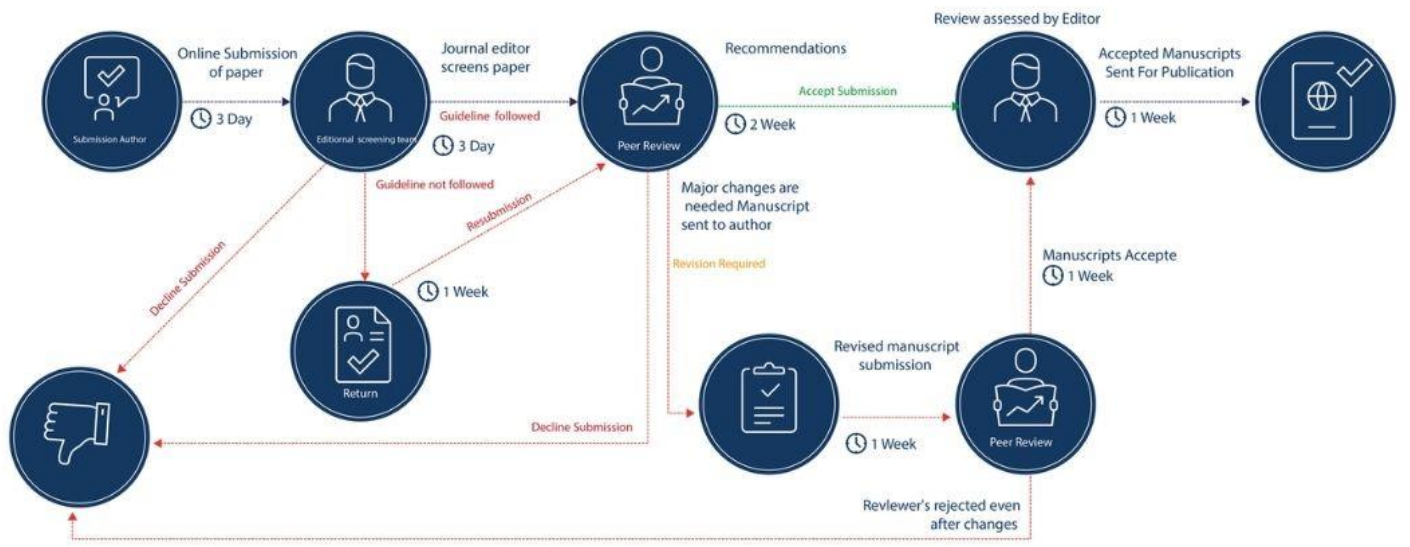 Review assessed by Editor
Online Submission
of paper
Journal editor
screens paper
Recommendations
Accepted Manuscripts
Sent For Publication
Submission Author
3 Day
Editiornal screening team
Guideline followed
3 Day
Peer Review
Accept Submission
2 Week
1 Week
Guideline not followed
Resubmission
Major changes are
needed Manuscript
sent to author
Decline Submission
Revision Required
Manuscripts Accepte
1 Week
1 Week
Return
Revised manuscript
submission
Decline Submission
1 Week
Peer Review
Revlewer's rejected even
after changes